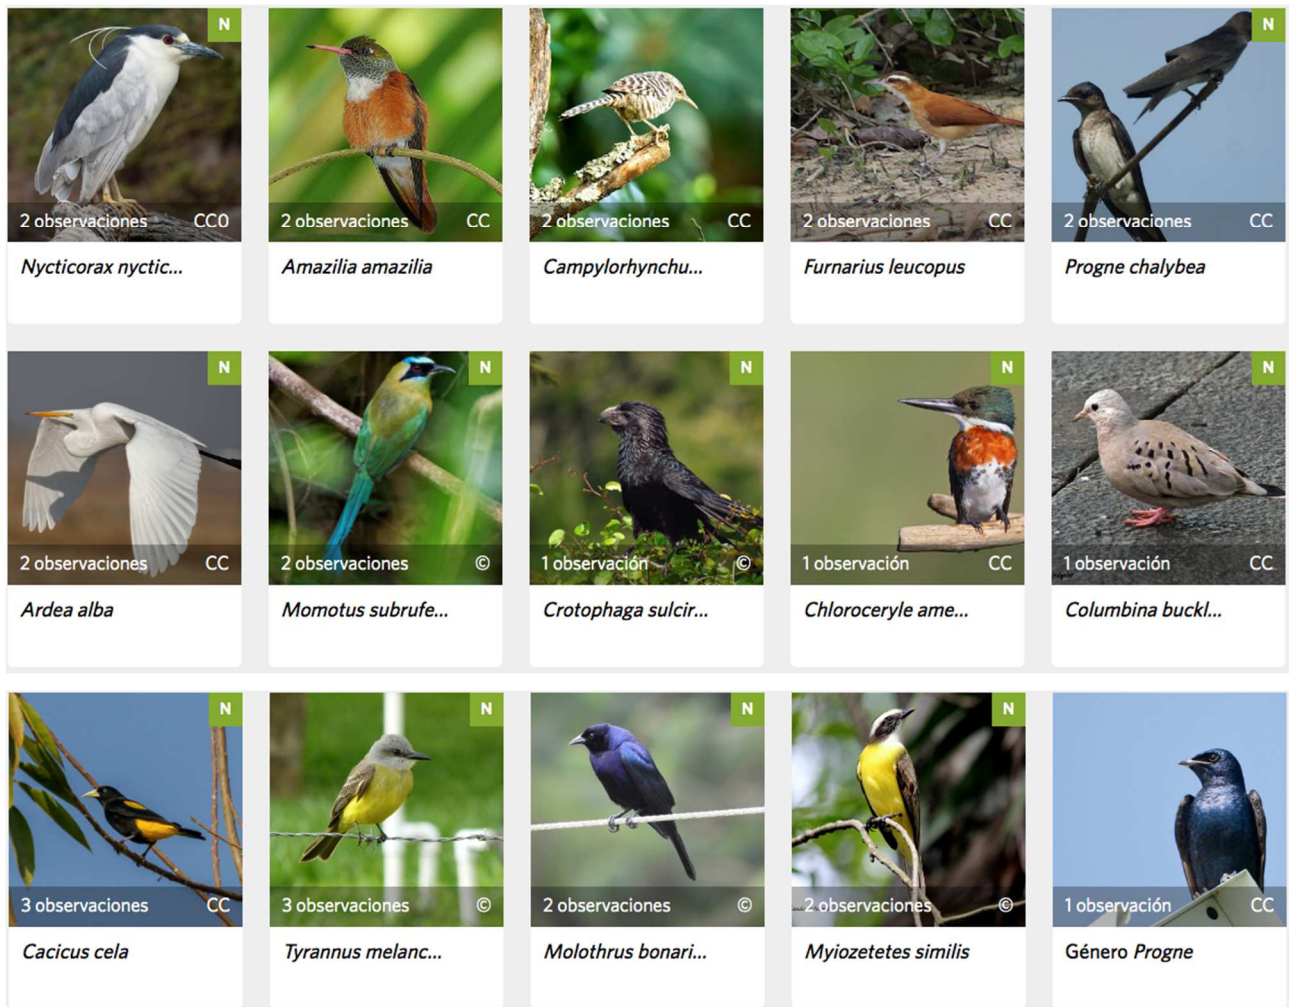 N
2 observaciones CC0
Nycticorax nyctic...
2 observaciones CC
Amazilia amazilia
2 observaciones CC
Campylorhynchu...
2 observaciones CC
Furnarius leucopus
N
2 observaciones CC
Progne chalybea
N
2 observaciones CC
Ardea alba
N
2 observaciones ©
Momotus subrufe...
N
1 observación ©
Crotophaga sulcir...
N
1 observación CC
Chloroceryle ame...
N
1 observación CC
Columbina buckl...
N
3 observaciones CC
Cacicus cela
N
3 observaciones ©
Tyrannus melanc...
N
2 observaciones ©
Molothrus bonari...
N
2 observaciones ©
Myiozetetes similis
1 observación CC
Género Progne